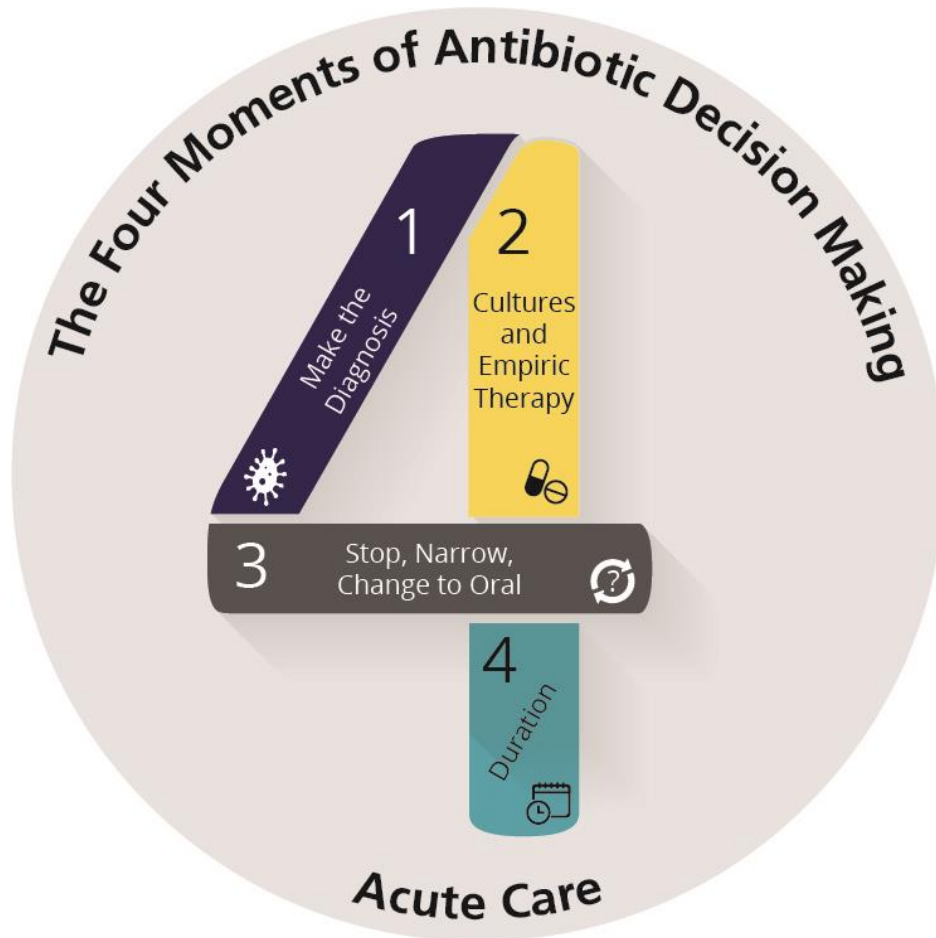 The Four Moments of Antibiotic Decision Making
1
Make the
Diagnosis
2
Cultures
and
Empiric
Therapy
3
Stop, Narrow,
Change to Oral
?
4
Duration
Acute Care